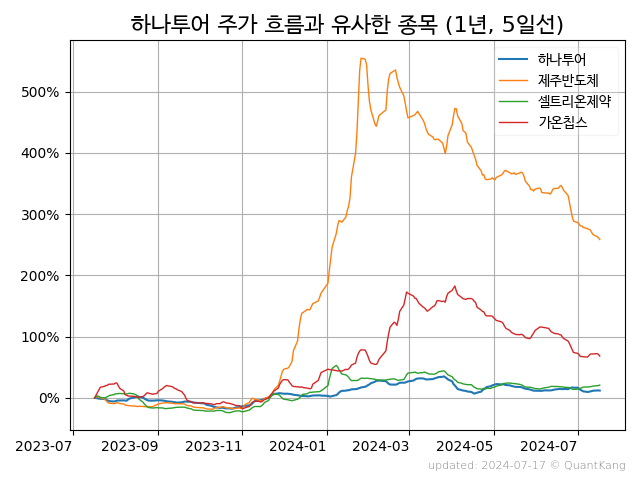 하나투어 주가 흐름과 유사한 종목 (1년, 5일선)
하나투어
제주반도체
셀트리온제약
가온칩스
500%
400%
300%
200%
100%
0%
2023-07 2023-09 2023-11 2024-01 2024-03 2024-05 2024-07
updated: 2024-07-17 © QuantKang